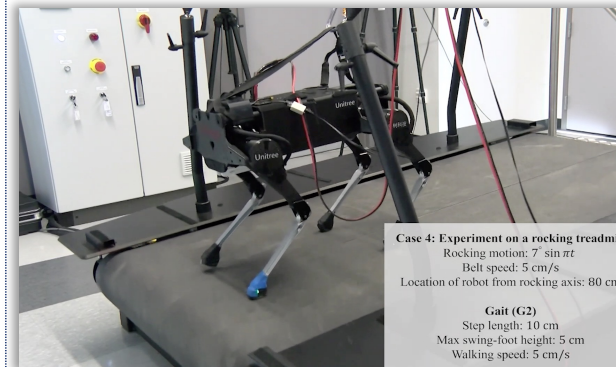 Unitree
Unitree
Case 4: Experiment on a rocking treadmi
Rocking motion: 7° sin πt
Belt speed: 5 cm/s
Location of robot from rocking axis: 80 cm
Gait (G2)
Step length: 10 cm
Max swing-foot height: 5 cm
Walking speed: 5 cm/s